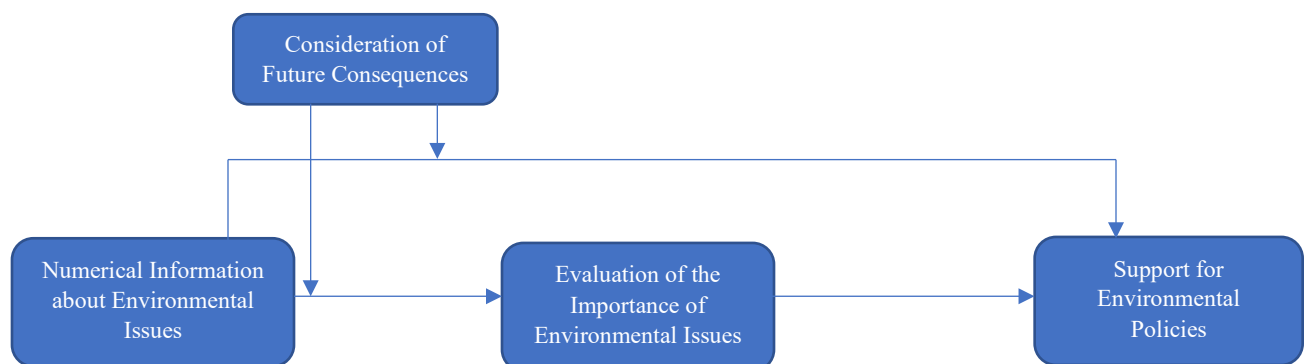 Consideration of
Future Consequences
Numerical Information
about Environmental
Issues
Evaluation of the
Importance of
Environmental Issues
Support for
Environmental
Policies